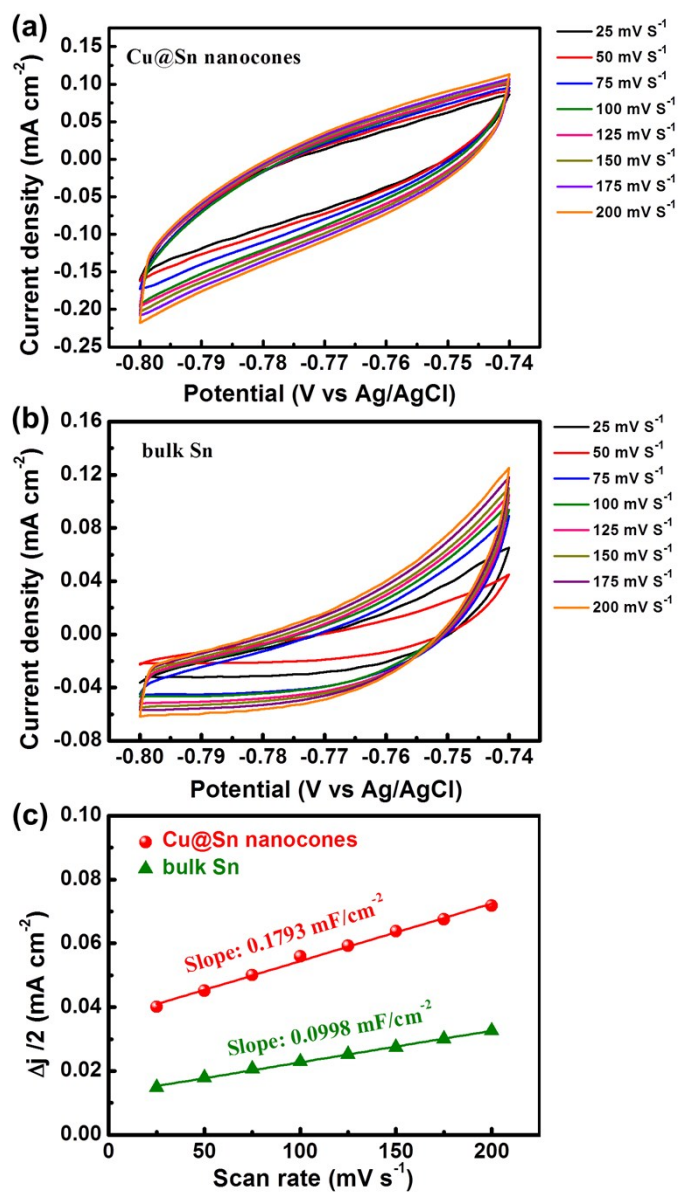 (a)
Cu@Sn nanocones
Current density (mA cm⁻²)
0.15
0.10
0.05
0.00
-0.05
-0.10
-0.15
-0.20
-0.25
-0.80 -0.79 -0.78 -0.77 -0.76 -0.75 -0.74
Potential (V vs Ag/AgCl)
25 mV S⁻¹
50 mV S⁻¹
75 mV S⁻¹
100 mV S⁻¹
125 mV S⁻¹
150 mV S⁻¹
175 mV S⁻¹
200 mV S⁻¹
(b)
bulk Sn
Current density (mA cm⁻²)
0.16
0.12
0.08
0.04
0.00
-0.04
-0.08
-0.80 -0.79 -0.78 -0.77 -0.76 -0.75 -0.74
Potential (V vs Ag/AgCl)
25 mV S⁻¹
50 mV S⁻¹
75 mV S⁻¹
100 mV S⁻¹
125 mV S⁻¹
150 mV S⁻¹
175 mV S⁻¹
200 mV S⁻¹
(c)
Cu@Sn nanocones
bulk Sn
Slope: 0.1793 mF/cm⁻²
Slope: 0.0998 mF/cm⁻²
Δj /2 (mA cm⁻²)
0.10
0.08
0.06
0.04
0.02
0.00
0 50 100 150 200
Scan rate (mV s⁻¹)